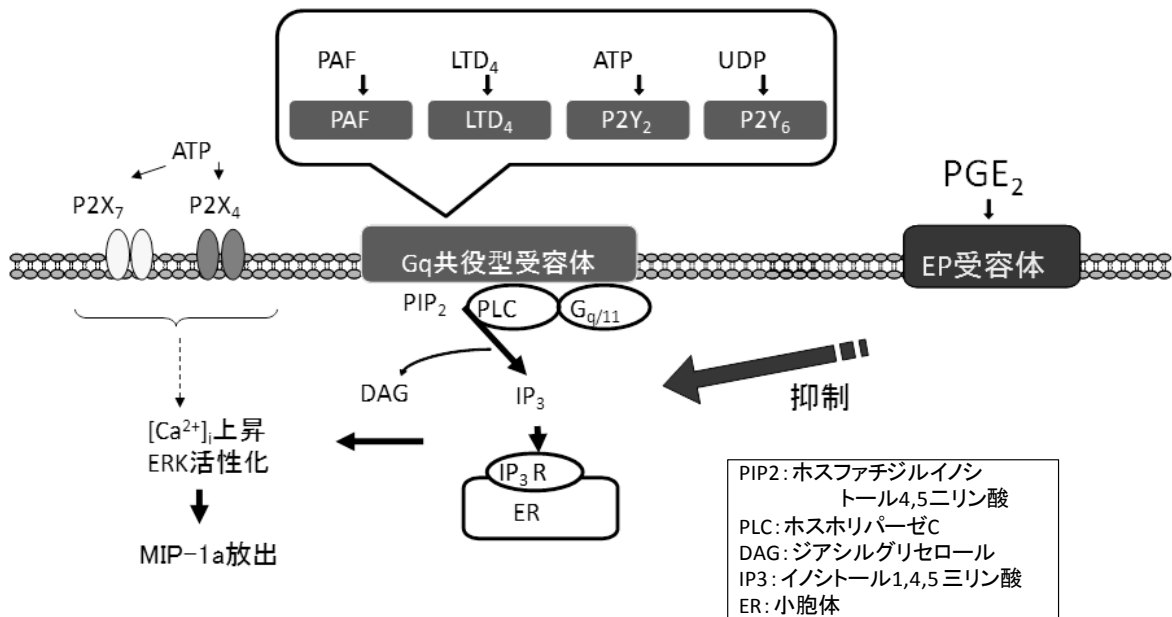 PAF LTD₄ ATP UDP
PAF LTD₄ P2Y₂ P2Y₆
ATP
P2X₇ P2X₄
PGE₂
Gq共役型受容体
EP受容体
PIP₂ PLC G q/11
DAG IP₃
抑制
[Ca²⁺]ᵢ上昇
ERK活性化
IP₃ R
ER
MIP-1a放出
PIP2:ホスファチジルイノシ
トール4,5二リン酸
PLC:ホスホリパーゼC
DAG:ジアシルグリセロール
IP3:イノシトール1,4,5三リン酸
ER:小胞体